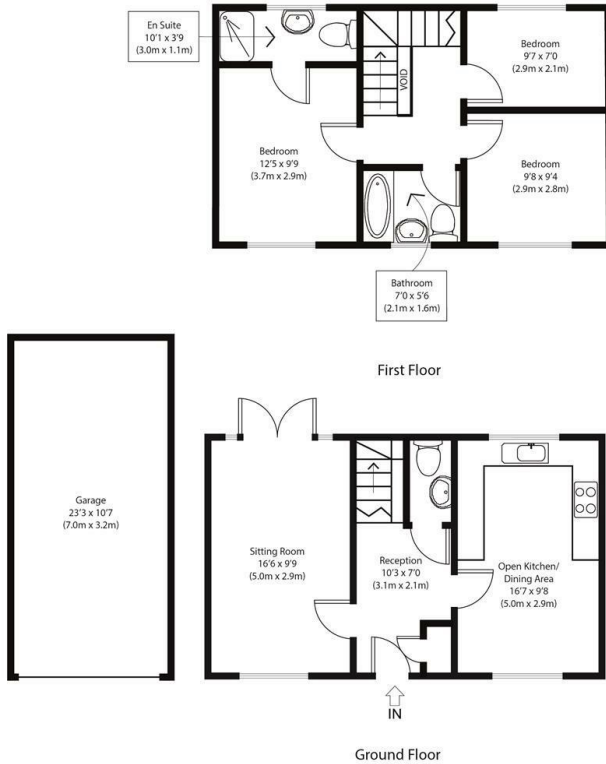 En Suite
10'1 x 3'9
(3.0m x 1.1m)
VOID
Bedroom
9'7 x 7'0
(2.9m x 2.1m)
Bedroom
12'5 x 9'9
(3.7m x 2.9m)
Bedroom
9'8 x 9'4
(2.9m x 2.8m)
Bathroom
7'0 x 5'6
(2.1m x 1.6m)
First Floor
Garage
23'3 x 10'7
(7.0m x 3.2m)
Sitting Room
16'6 x 9'9
(5.0m x 2.9m)
Reception
10'3 x 7'0
(3.1m x 2.1m)
Open Kitchen/
Dining Area
16'7 x 9'8
(5.0m x 2.9m)
IN
Ground Floor